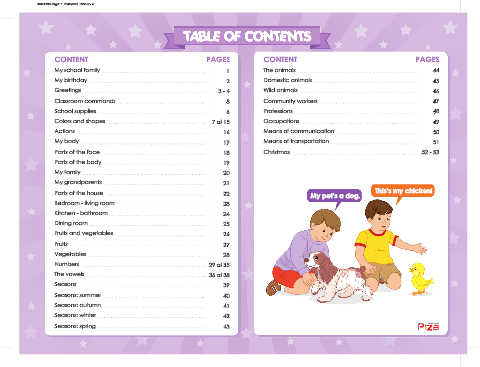 TABLE OF CONTENTS
CONTENT PAGES
My school family 1
My birthday 2
Greetings 3 - 4
Classroom commands 5
School supplies 6
Colors and shapes 7 al 15
Actions 16
My body 17
Parts of the face 18
Parts of the body 19
My family 20
My grandparents 21
Parts of the house 22
Bedroom - living room 23
Kitchen - bathroom 24
Dining room 25
Fruits and vegetables 26
Fruits 27
Vegetables 28
Numbers 29 al 35
The vowels 36 al 38
Seasons 39
Seasons: summer 40
Seasons: autumn 41
Seasons: winter 42
Seasons: spring 43
CONTENT PAGES
The animals 44
Domestic animals 45
Wild animals 46
Community workers 47
Professions 48
Occupations 49
Means of communication 50
Means of transportation 51
Christmas 52 - 53
My pet's a dog.
This's my chicken!